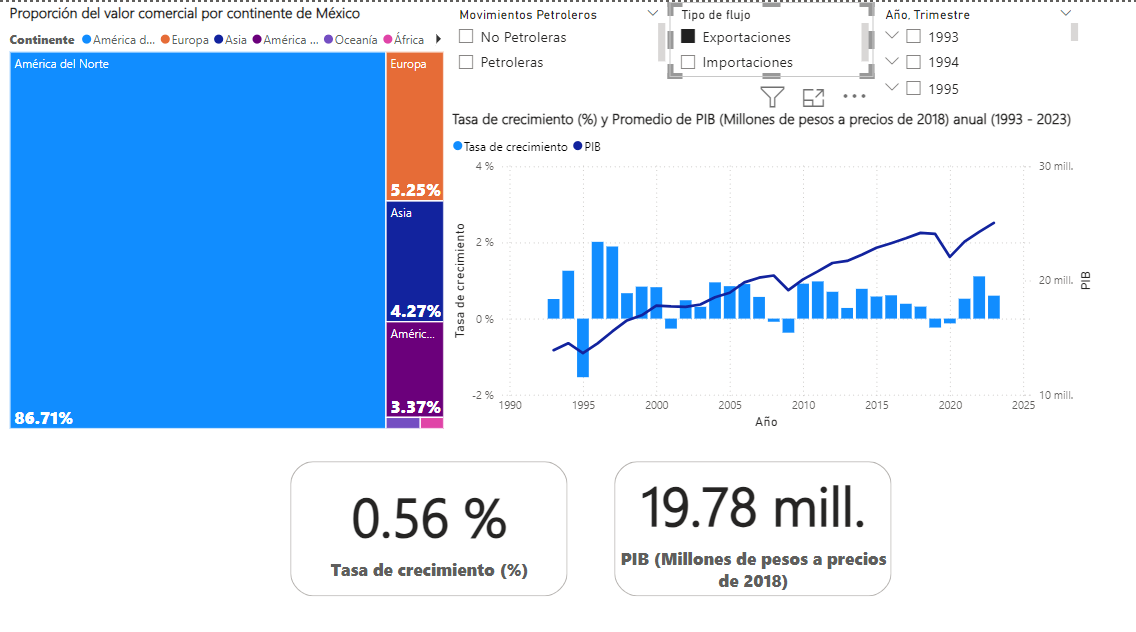 Proporción del valor comercial por continente de México
Continente América d... Europa Asia América ... Oceanía África
América del Norte
86.71%
Europa
5.25%
Asia
4.27%
Améric...
3.37%
Movimientos Petroleros
No Petroleras
Petroleras
Tipo de flujo
Exportaciones
Importaciones
Año, Trimestre
1993
1994
1995
Tasa de crecimiento (%) y Promedio de PIB (Millones de pesos a precios de 2018) anual (1993 - 2023)
Tasa de crecimiento PIB
4 %
2 %
0 %
-2 %
Tasa de crecimiento
30 mill.
20 mill.
10 mill.
PIB
1990 1995 2000 2005 2010 2015 2020 2025
Año
0.56 %
Tasa de crecimiento (%)
19.78 mill.
PIB (Millones de pesos a precios
de 2018)